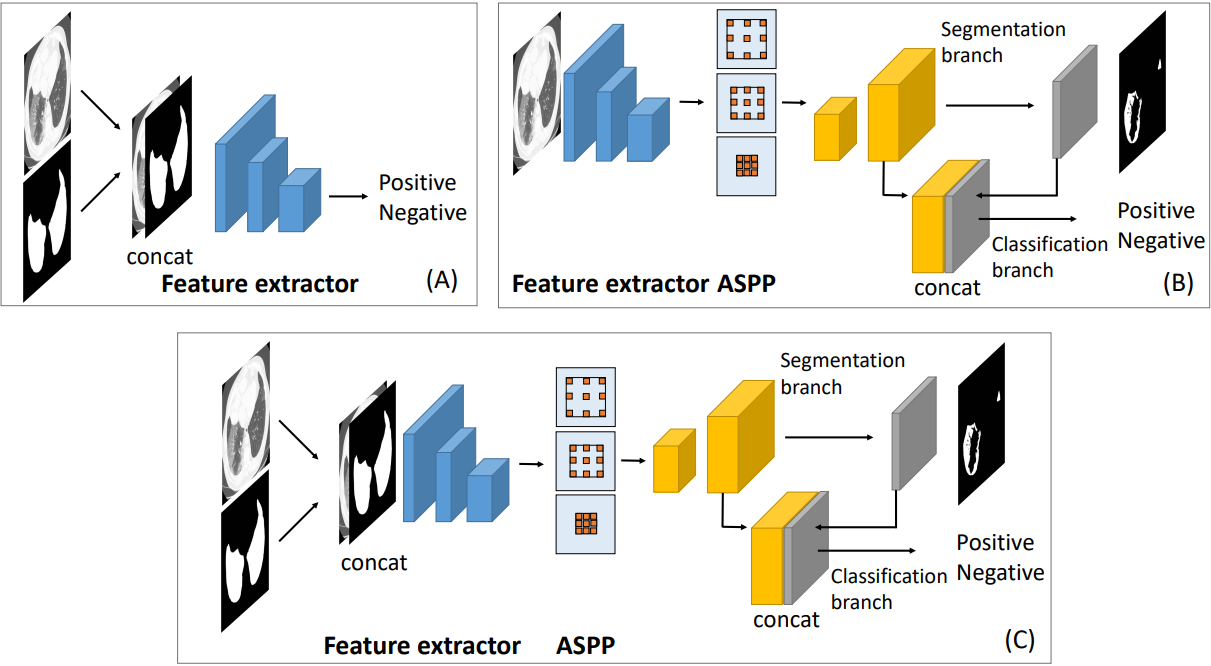 Positive
Negative
concat
Feature extractor
(A)
Segmentation
branch
Positive
Negative
Classification
branch
concat
Feature extractor ASPP
(B)
Segmentation
branch
concat
Positive
Negative
Classification
branch
concat
Feature extractor
ASPP
(C)